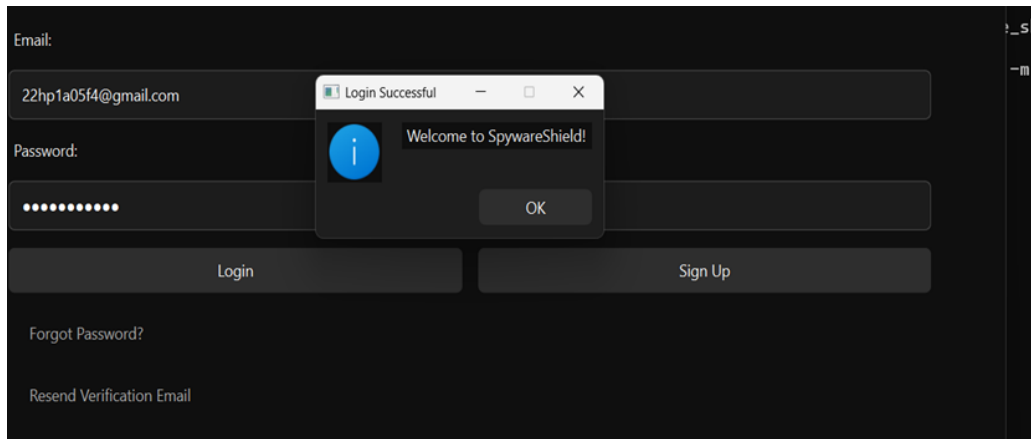 Email:
22hp1a05f4@gmail.com
Login Successful
Welcome to SpywareShield!
OK
Password:
•••••••••••
Login
Sign Up
Forgot Password?
Resend Verification Email
_s
-m